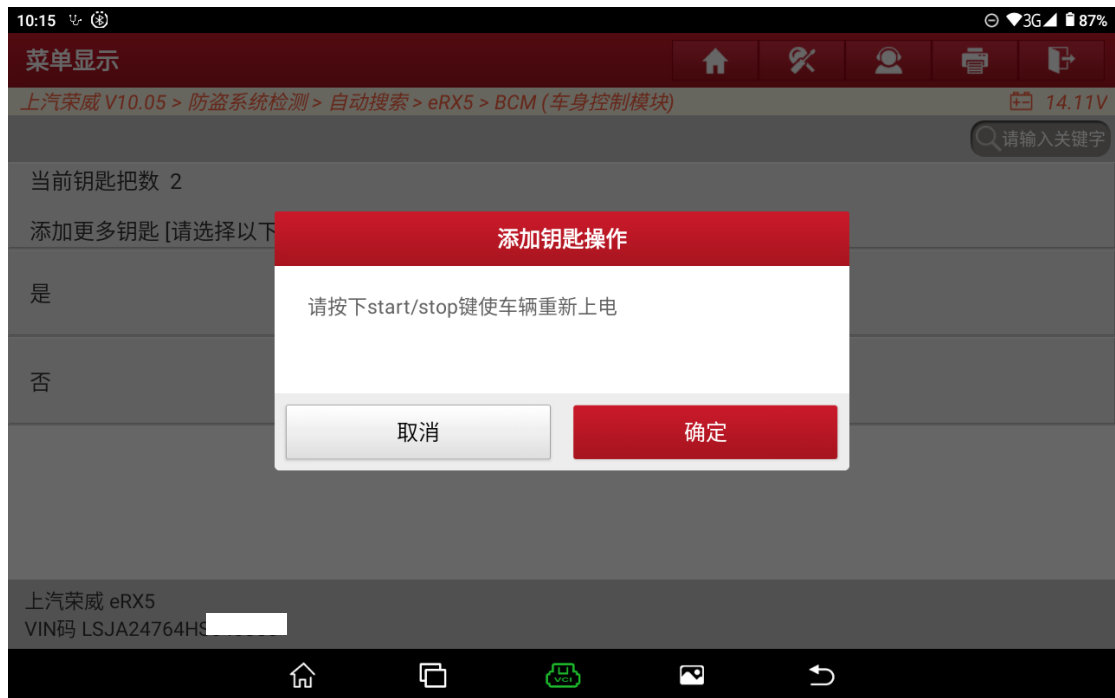 10:15 3G 87%
菜单显示
上汽荣威 V10.05 > 防盗系统检测 > 自动搜索 > eRX5 > BCM (车身控制模块) 14.11V
请输入关键字
当前钥匙把数 2
添加更多钥匙 [请选择以下
添加钥匙操作
是
请按下start/stop键使车辆重新上电
否
取消 确定
上汽荣威 eRX5
VIN码 LSJA24764HS
VCI